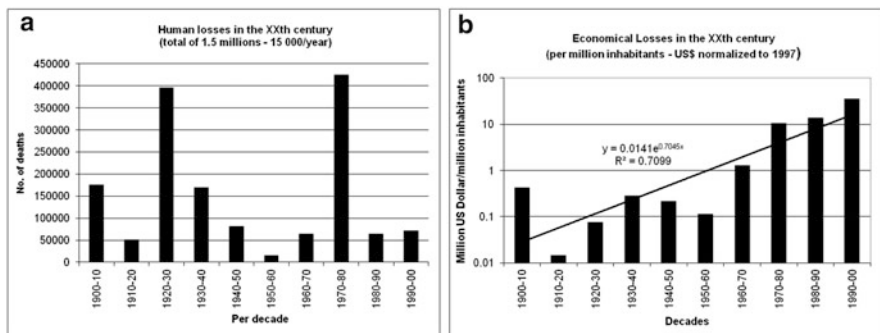 a
Human losses in the XXth century
(total of 1.5 millions - 15 000/year)
No. of deaths
450000
400000
350000
300000
250000
200000
150000
100000
50000
0
1900-10
1910-20
1920-30
1930-40
1940-50
1950-60
1960-70
1970-80
1980-90
1990-00
Per decade
b
Economical Losses in the XXth century
(per million inhabitants - US$ normalized to 1997)
Million US Dollar/million inhabitants
100
10
1
0.1
0.01
y = 0.0141e0.7045x
R² = 0.7099
1900-10
1910-20
1920-30
1930-40
1940-50
1950-60
1960-70
1970-80
1980-90
1990-00
Decades